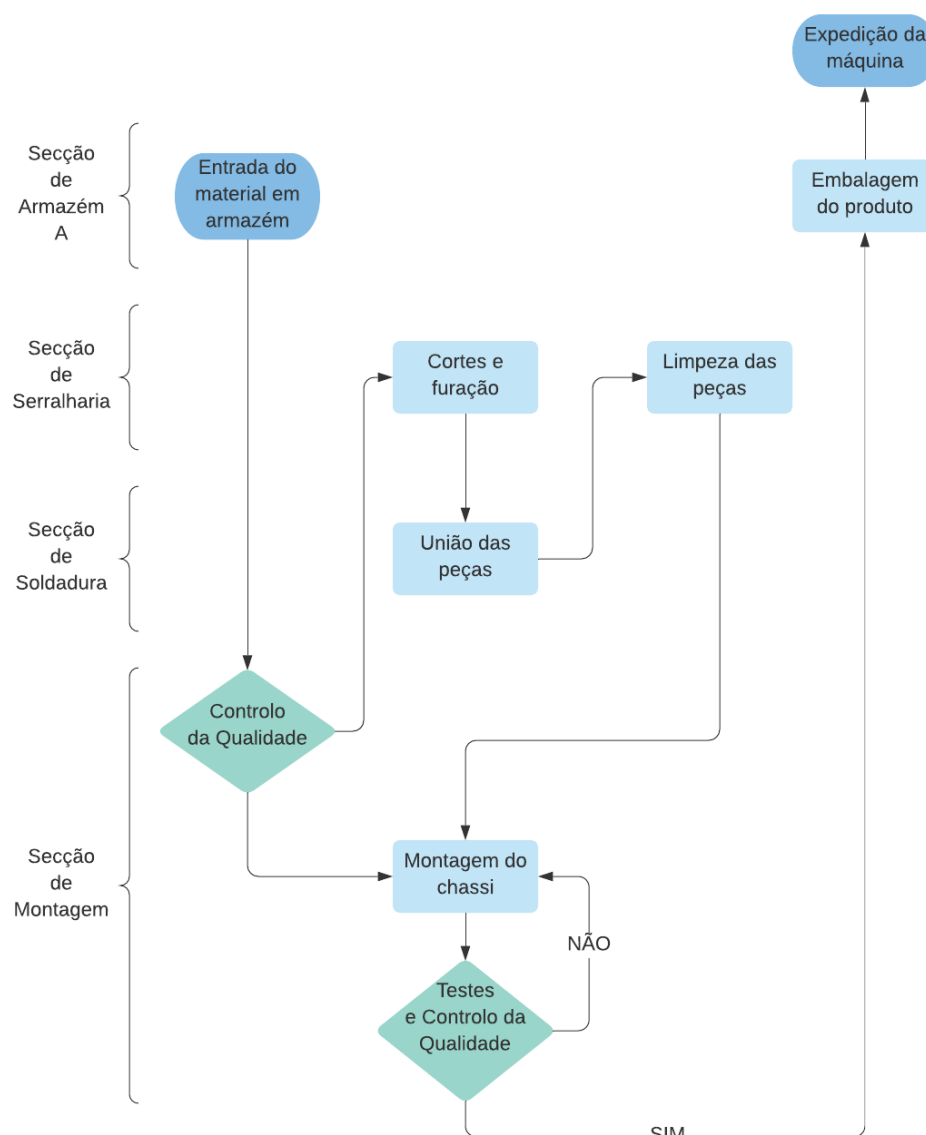 Expedição da
máquina
Secção
de
Armazém
A
Entrada do
material em
armazém
Embalagem
do produto
Secção
de
Serralharia
Cortes e
furação
Limpeza das
peças
Secção
de
Soldadura
União das
peças
Controlo
da Qualidade
Secção
de
Montagem
Montagem do
chassi
NÃO
Testes
e Controlo da
Qualidade
SIM